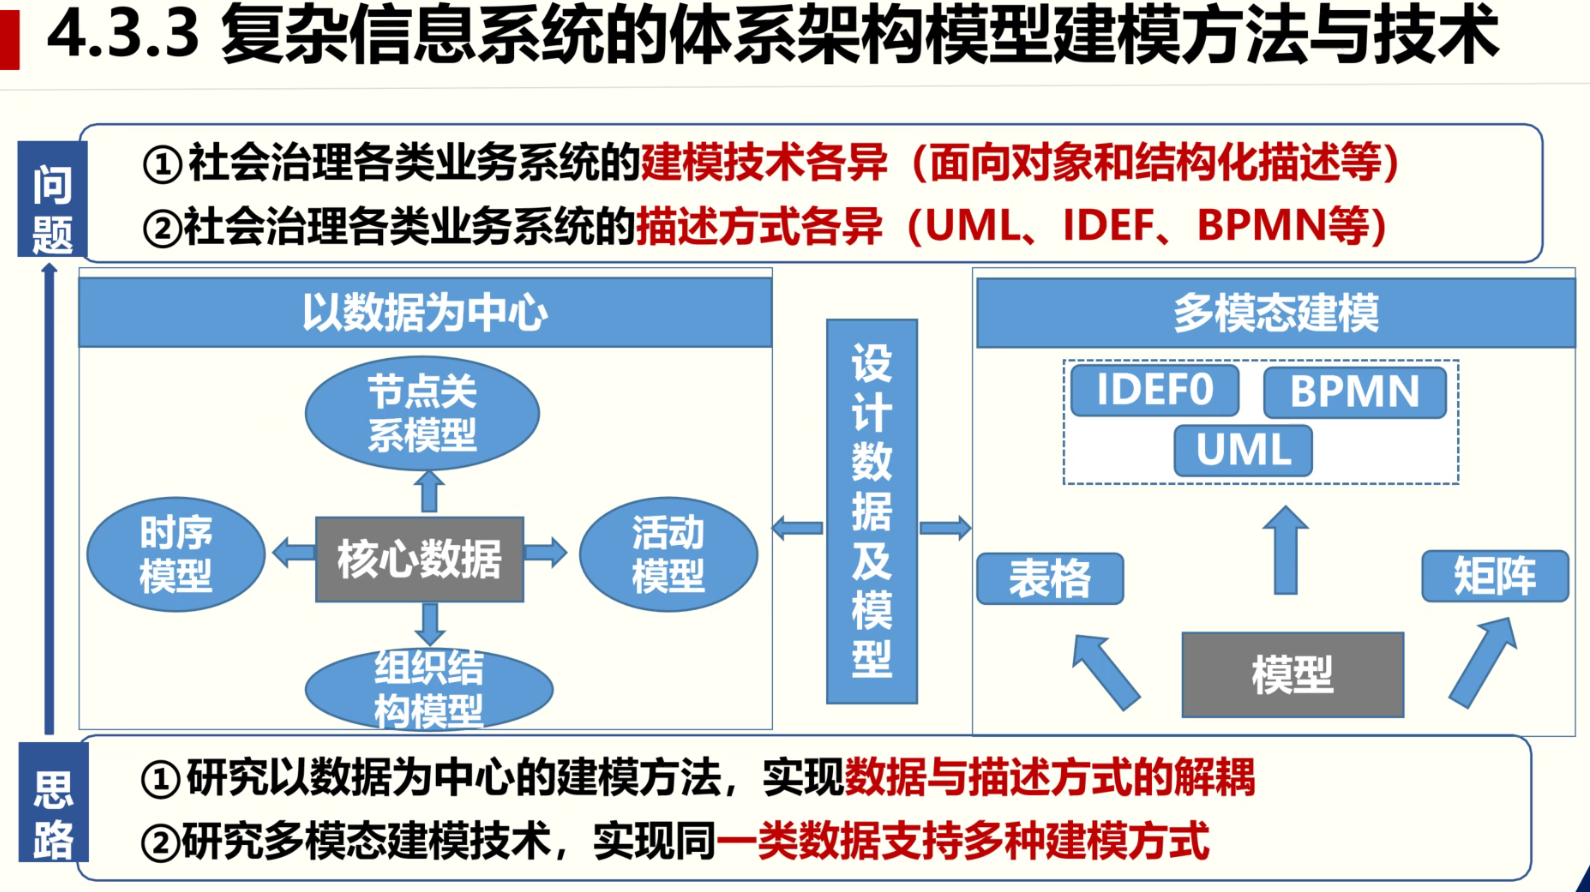 4.3.3 复杂信息系统的体系架构模型建模方法与技术
问
题
①社会治理各类业务系统的建模技术各异（面向对象和结构化描述等）
②社会治理各类业务系统的描述方式各异（UML、IDEF、BPMN等）
以数据为中心
节点关
系模型
时序
模型
核心数据
活动
模型
组织结
构模型
设
计
数
据
及
模
型
多模态建模
IDEF0
BPMN
UML
表格
矩阵
模型
思
路
①研究以数据为中心的建模方法，实现数据与描述方式的解耦
②研究多模态建模技术，实现同一类数据支持多种建模方式